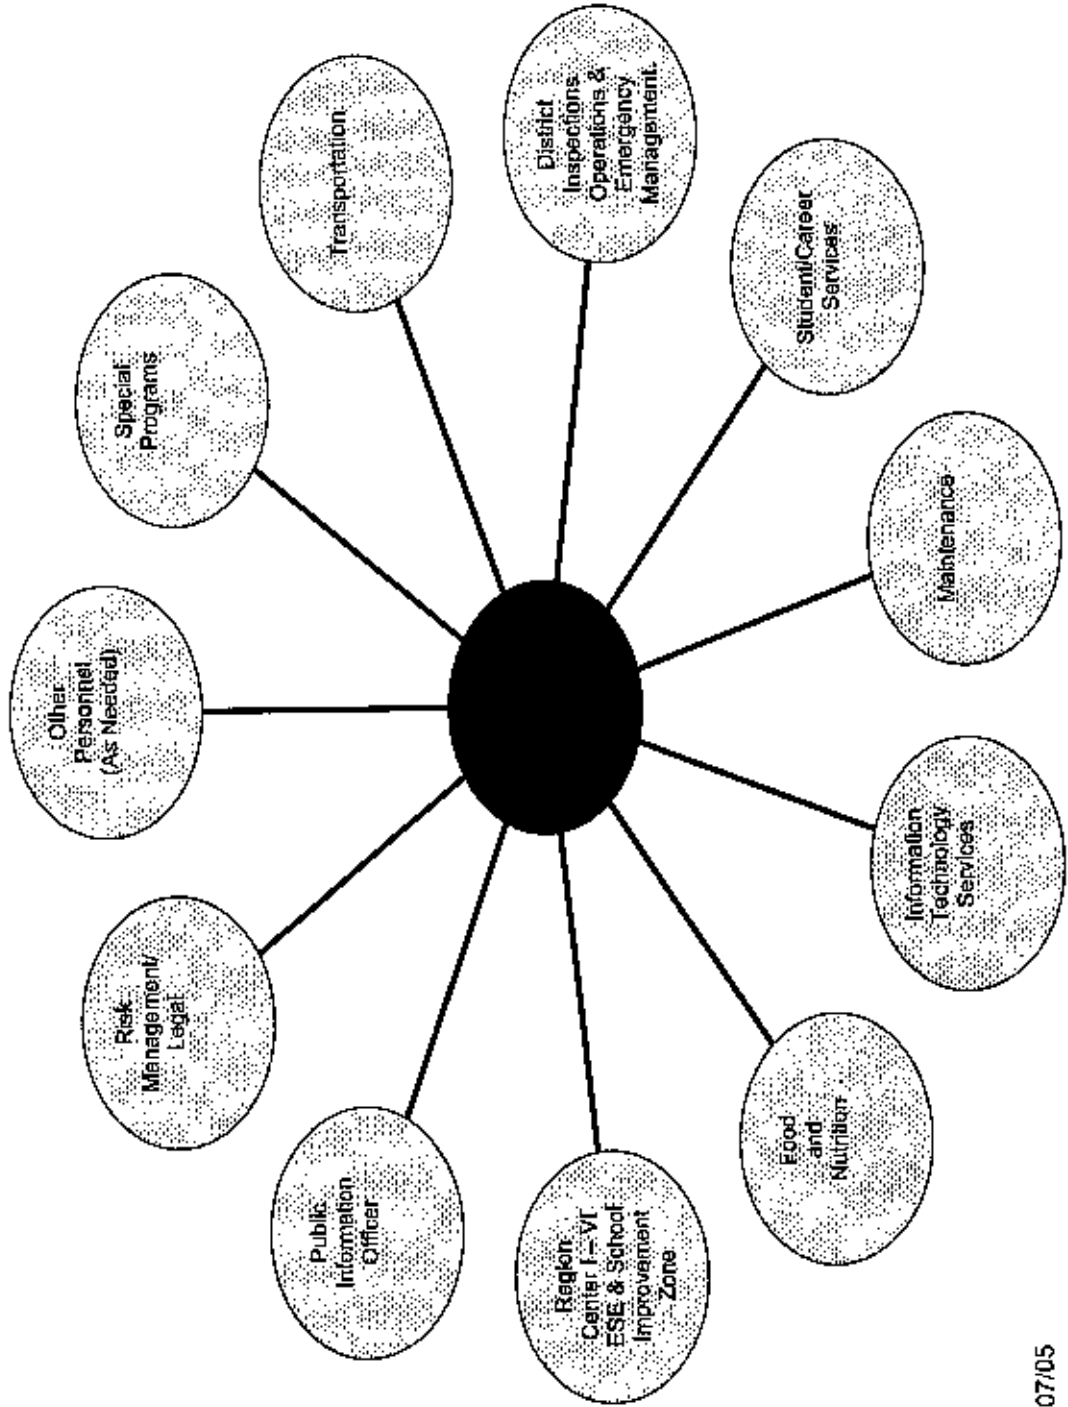 Other
Personnel
(As Needed)
Special
Programs
Transportation
District
Inspections
Operations &
Emergency
Management
Student/Career
Services
Maintenance
Information
Technology
Services
Food
and
Nutrition
Region
Center I – VI
ESE & School
Improvement
Zone
Public
Information
Officer
Risk
Management/
Legal
07/05